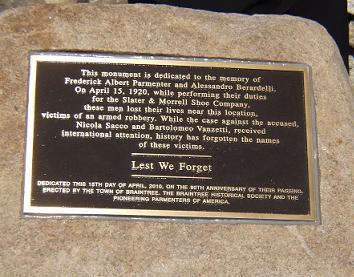 This monument is dedicated to the memory of
Frederick Albert Parmenter and Alessandro Berardelli.
On April 15, 1920, while performing their duties
for the Slater & Morrell Shoe Company,
these men lost their lives near this location,
victims of an armed robbery. While the case against the accused,
Nicola Sacco and Bartolomeo Vanzetti, received
international attention, history has forgotten the names
of these victims.
Lest We Forget
DEDICATED THIS 15TH DAY OF APRIL, 2010, ON THE 90TH ANNIVERSARY OF THEIR PASSING.
ERECTED BY THE TOWN OF BRAINTREE, THE BRAINTREE HISTORICAL SOCIETY AND THE
PIONEERING PARMENTERS OF AMERICA.